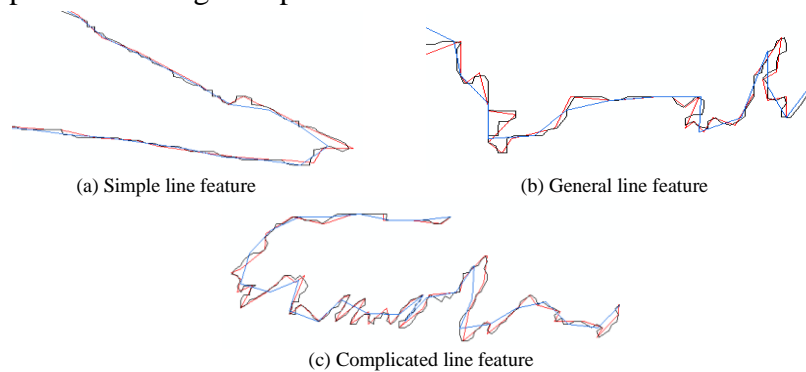 (a) Simple line feature
(b) General line feature
(c) Complicated line feature